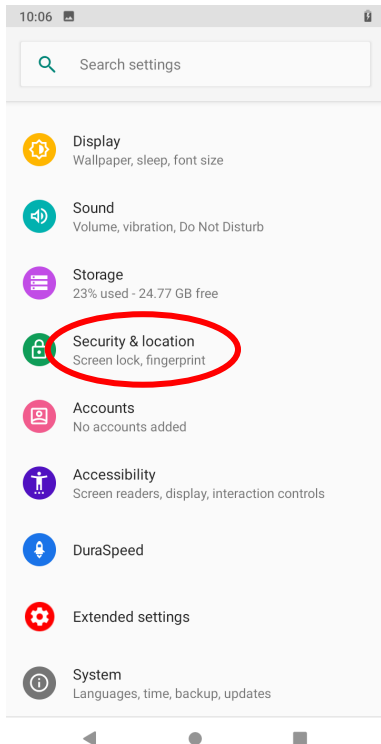 10:06
Search settings
Display
Wallpaper, sleep, font size
Sound
Volume, vibration, Do Not Disturb
Storage
23% used - 24.77 GB free
Security & location
Screen lock, fingerprint
Accounts
No accounts added
Accessibility
Screen readers, display, interaction controls
DuraSpeed
Extended settings
System
Languages, time, backup, updates